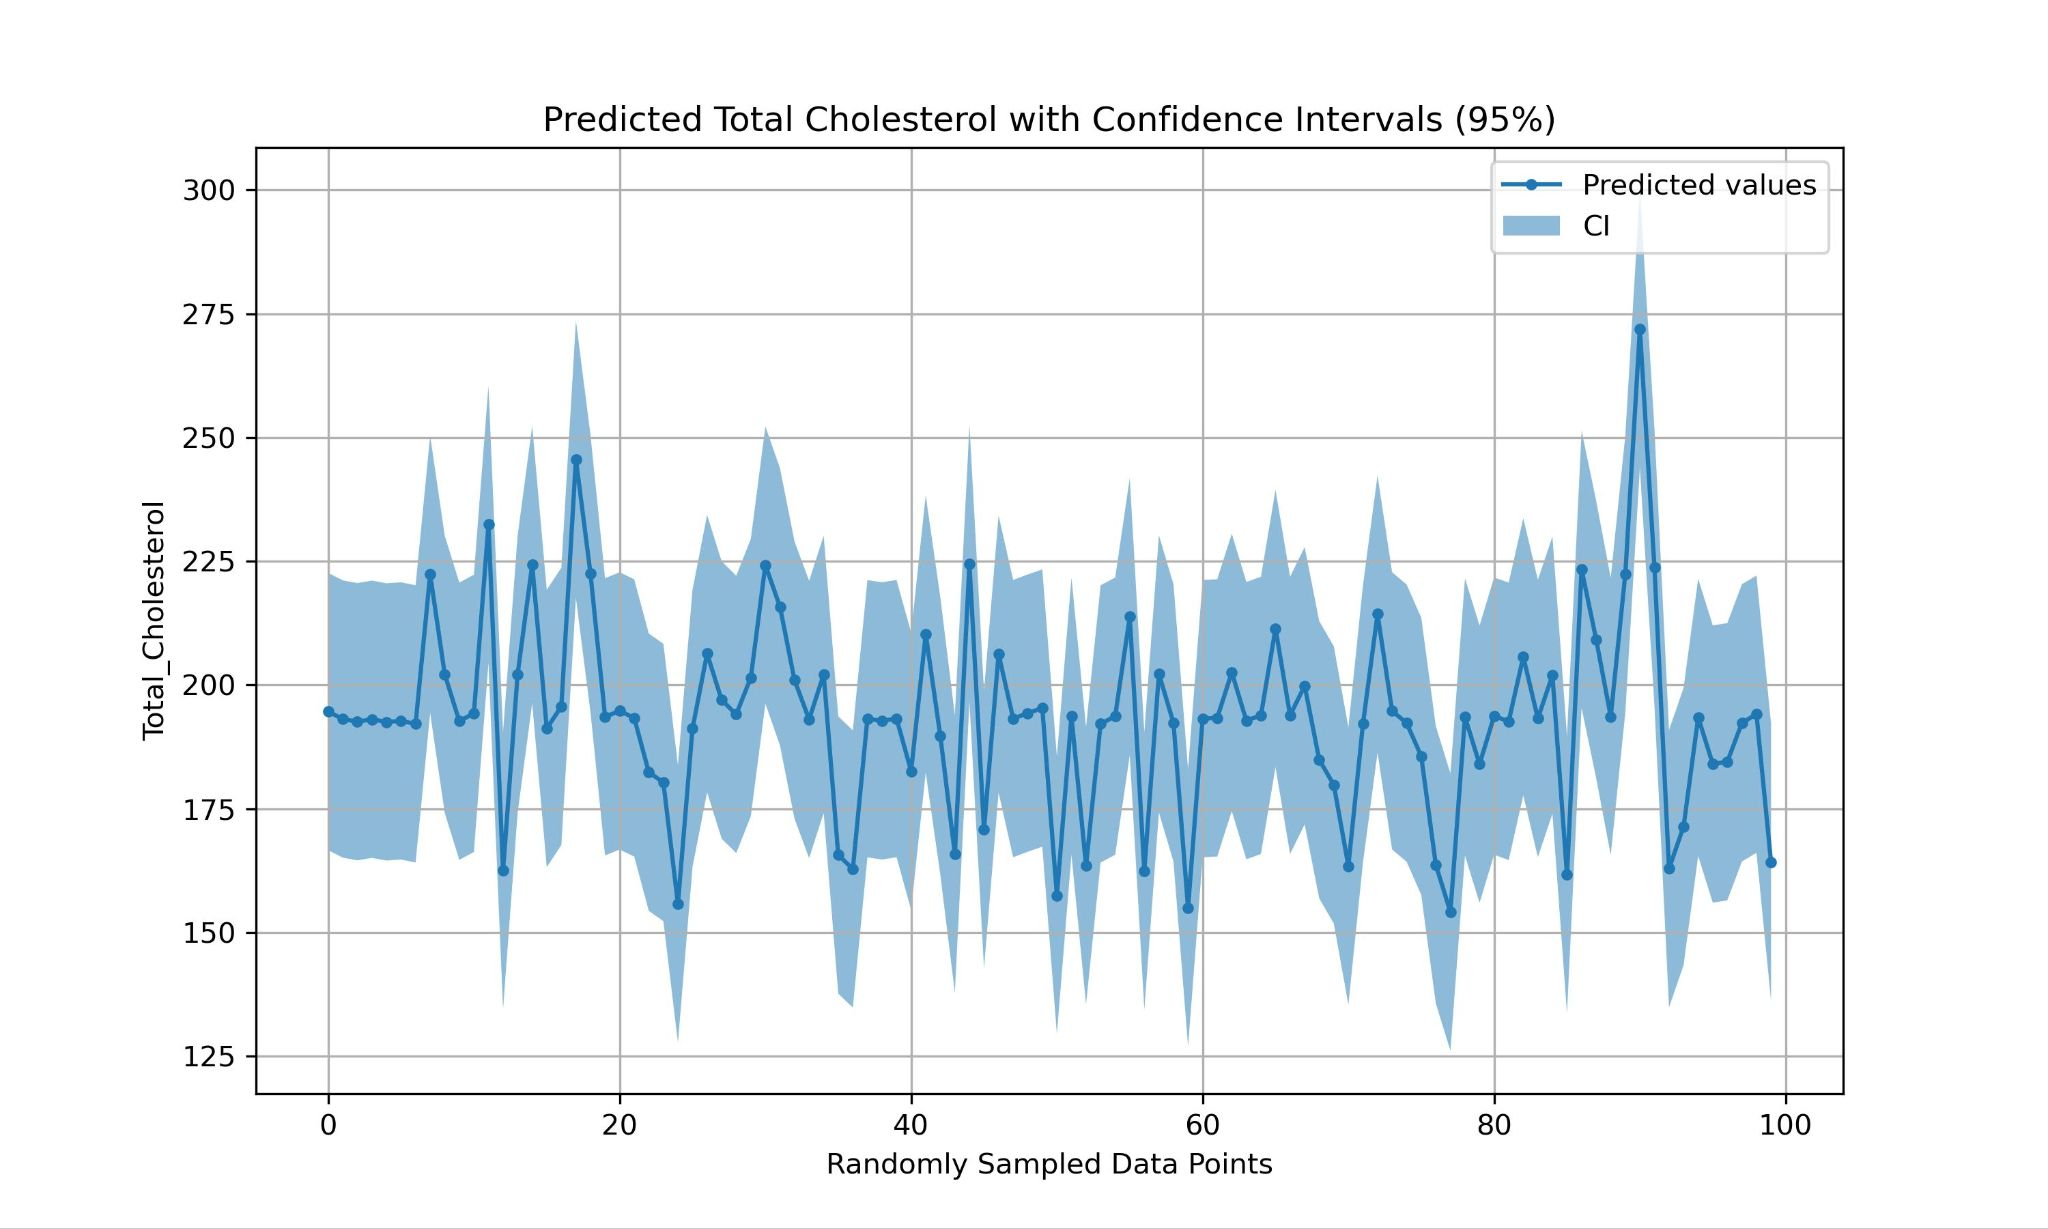 Predicted Total Cholesterol with Confidence Intervals (95%)
300
275
250
225
200
175
150
125
Total_Cholesterol
Predicted values
CI
0
20
40
60
80
100
Randomly Sampled Data Points